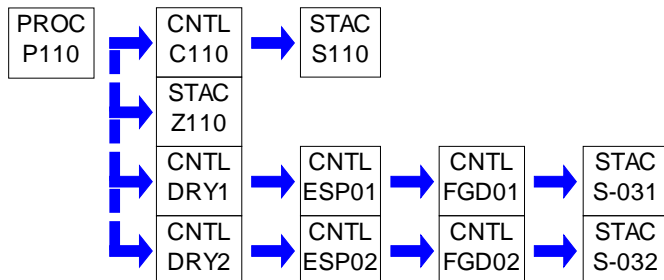 PROC
P110
CNTL
C110
STAC
S110
STAC
Z110
CNTL
DRY1
CNTL
ESP01
CNTL
FGD01
STAC
S-031
CNTL
DRY2
CNTL
ESP02
CNTL
FGD02
STAC
S-032